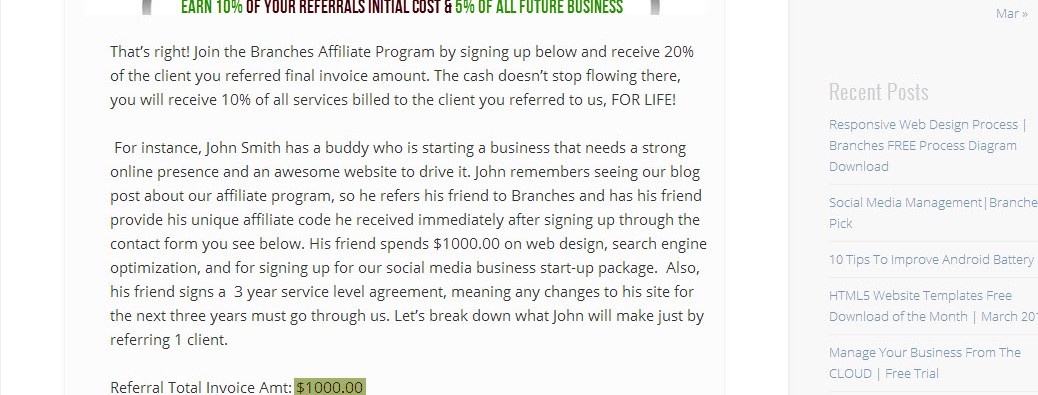 EARN 10% OF YOUR REFERRALS INITIAL COST & 5% OF ALL FUTURE BUSINESS
That’s right! Join the Branches Affiliate Program by signing up below and receive 20%
of the client you referred final invoice amount. The cash doesn’t stop flowing there,
you will receive 10% of all services billed to the client you referred to us, FOR LIFE!
For instance, John Smith has a buddy who is starting a business that needs a strong
online presence and an awesome website to drive it. John remembers seeing our blog
post about our affiliate program, so he refers his friend to Branches and has his friend
provide his unique affiliate code he received immediately after signing up through the
contact form you see below. His friend spends $1000.00 on web design, search engine
optimization, and for signing up for our social media business start-up package.  Also,
his friend signs a  3 year service level agreement, meaning any changes to his site for
the next three years must go through us. Let’s break down what John will make just by
referring 1 client.
Referral Total Invoice Amt: $1000.00
Mar »
Recent Posts
Responsive Web Design Process |
Branches FREE Process Diagram
Download
Social Media Management|Branche
Pick
10 Tips To Improve Android Battery
HTML5 Website Templates Free
Download of the Month | March 201
Manage Your Business From The
CLOUD | Free Trial